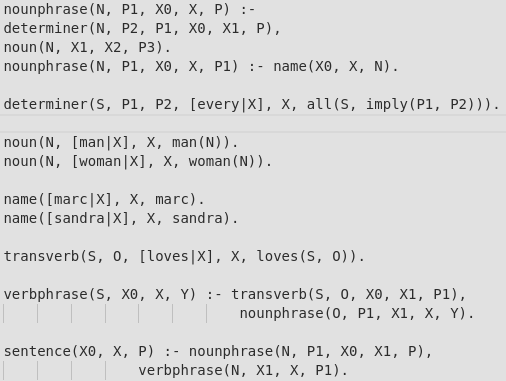 nounphrase(N, P1, X0, X, P) :-
determiner(N, P2, P1, X0, X1, P),
noun(N, X1, X2, P3).
nounphrase(N, P1, X0, X, P1) :- name(X0, X, N).
determiner(S, P1, P2, [every|X], X, all(S, imply(P1, P2))).
noun(N, [man|X], X, man(N)).
noun(N, [woman|X], X, woman(N)).
name([marc|X], X, marc).
name([sandra|X], X, sandra).
transverb(S, O, [loves|X], X, loves(S, O)).
verbphrase(S, X0, X, Y) :- transverb(S, O, X0, X1, P1),
nounphrase(O, P1, X1, X, Y).
sentence(X0, X, P) :- nounphrase(N, P1, X0, X1, P),
verbphrase(N, X1, X, P1).